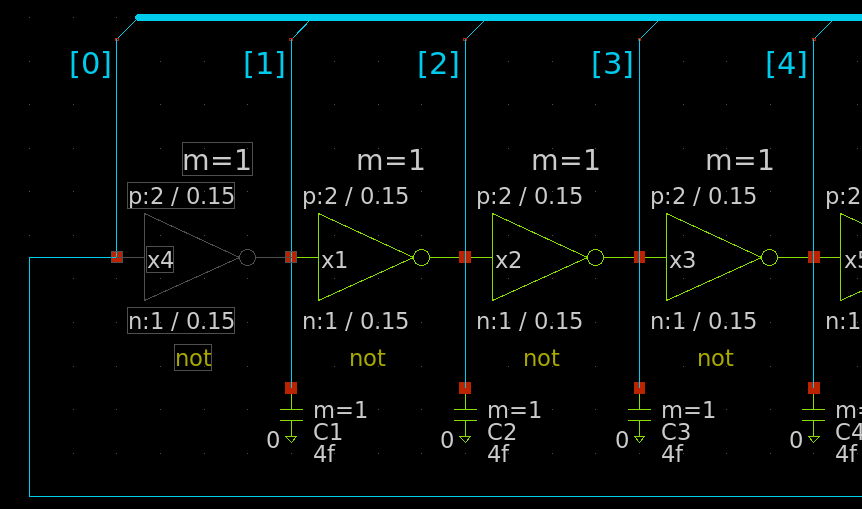 [0] [1] [2] [3] [4]
m=1 m=1 m=1 m=1
p:2 / 0.15 p:2 / 0.15 p:2 / 0.15 p:2 / 0.15 p:2
x4 x1 x2 x3 x5
n:1 / 0.15 n:1 / 0.15 n:1 / 0.15 n:1 / 0.15 n:1
not not not not
m=1 m=1 m=1 m=
C1 C2 C3 C4
0 0 0 0
4f 4f 4f 4f